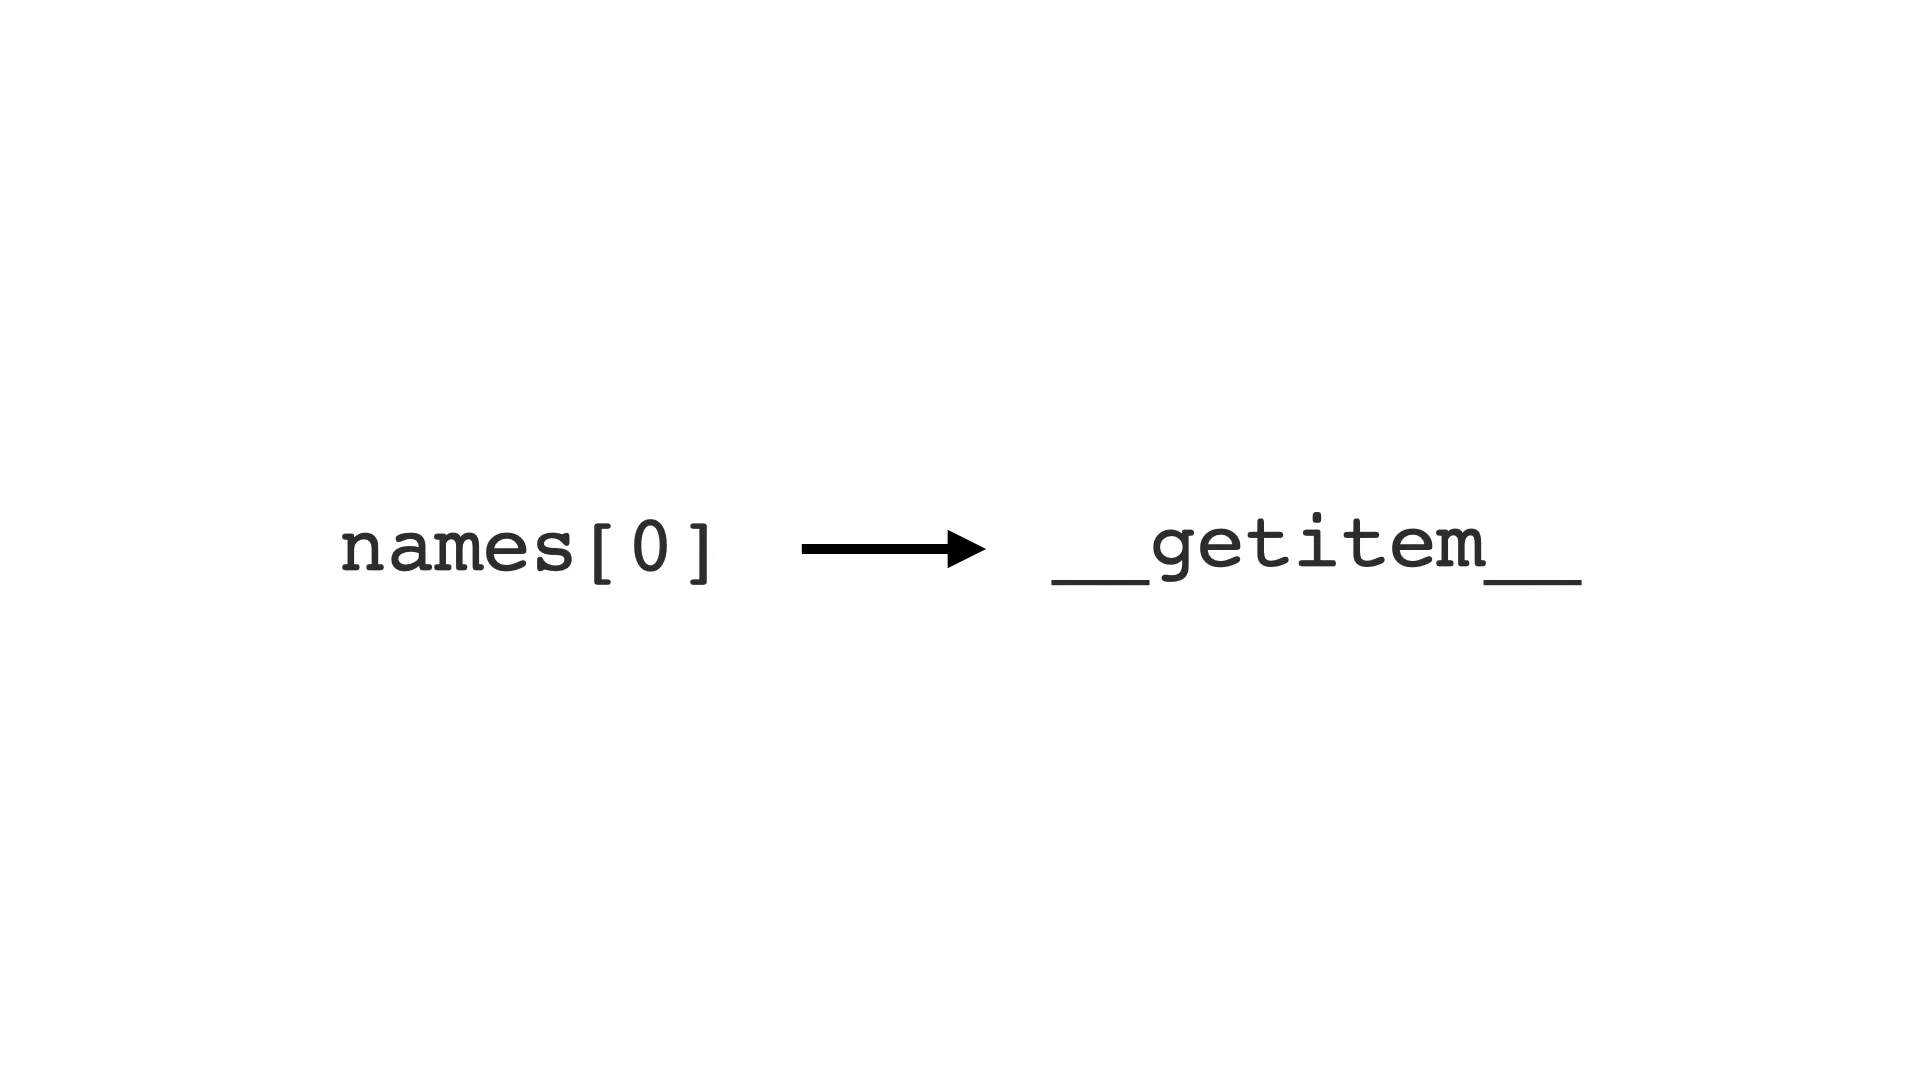 names[0] → __getitem__